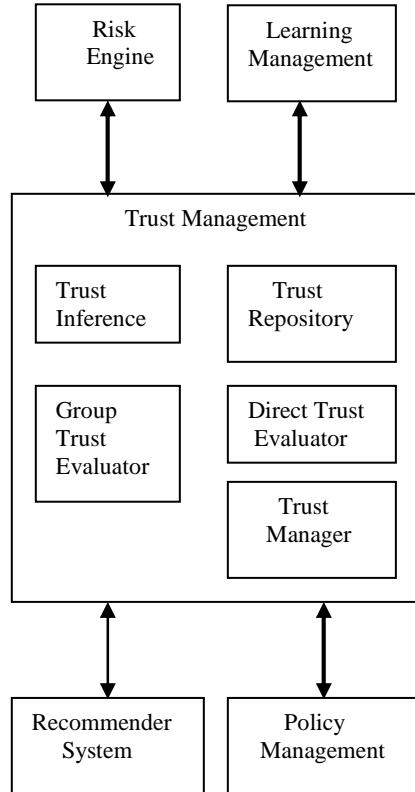 Risk
Engine
Learning
Management
Trust Management
Trust
Inference
Trust
Repository
Group
Trust
Evaluator
Direct Trust
Evaluator
Trust
Manager
Recommender
System
Policy
Management